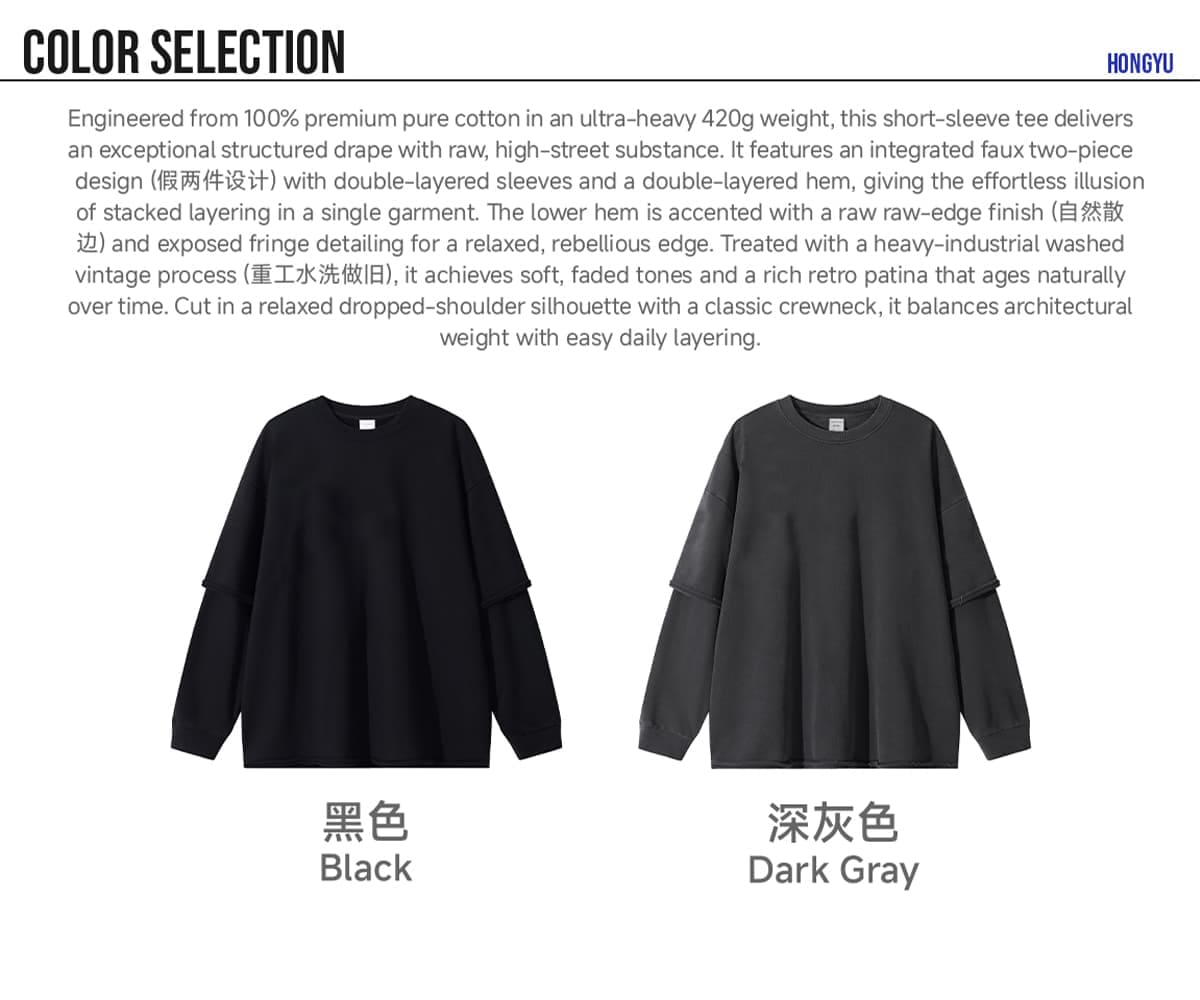 COLOR SELECTION
HONGYU
Engineered from 100% premium pure cotton in an ultra-heavy 420g weight, this short-sleeve tee delivers
an exceptional structured drape with raw, high-street substance. It features an integrated faux two-piece
design (假两件设计) with double-layered sleeves and a double-layered hem, giving the effortless illusion
of stacked layering in a single garment. The lower hem is accented with a raw raw-edge finish (自然散
边) and exposed fringe detailing for a relaxed, rebellious edge. Treated with a heavy-industrial washed
vintage process (重工水洗做旧), it achieves soft, faded tones and a rich retro patina that ages naturally
over time. Cut in a relaxed dropped-shoulder silhouette with a classic crewneck, it balances architectural
weight with easy daily layering.
黑色
Black
深灰色
Dark Gray